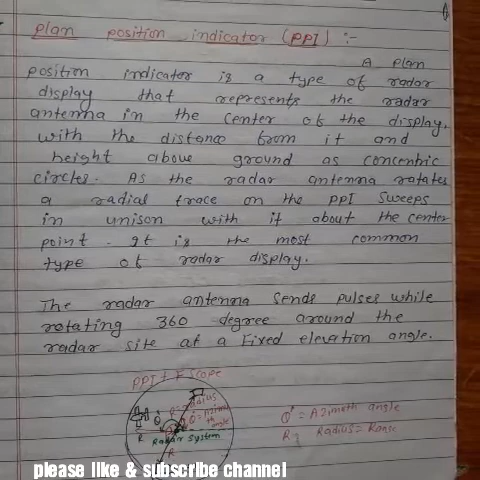 Plan position indicator (PPI) :-
A plan
position indicator is a type of radar
display that represents the radar
antenna in the center of the display,
with the distance from it and
height above ground as concentric
circles. As the radar antenna rotates
a radial trace on the PPI sweeps
in unison with it about the center
point. It is the most common
type of radar display.
The radar antenna sends pulses while
rotating 360 degree around the
radar site at a fixed elevation angle.
PPI
Scope
R = radius
angle
R
Radar system
R
θ' = Azimuth angle
R = Radius = Range
please like & subscribe channel